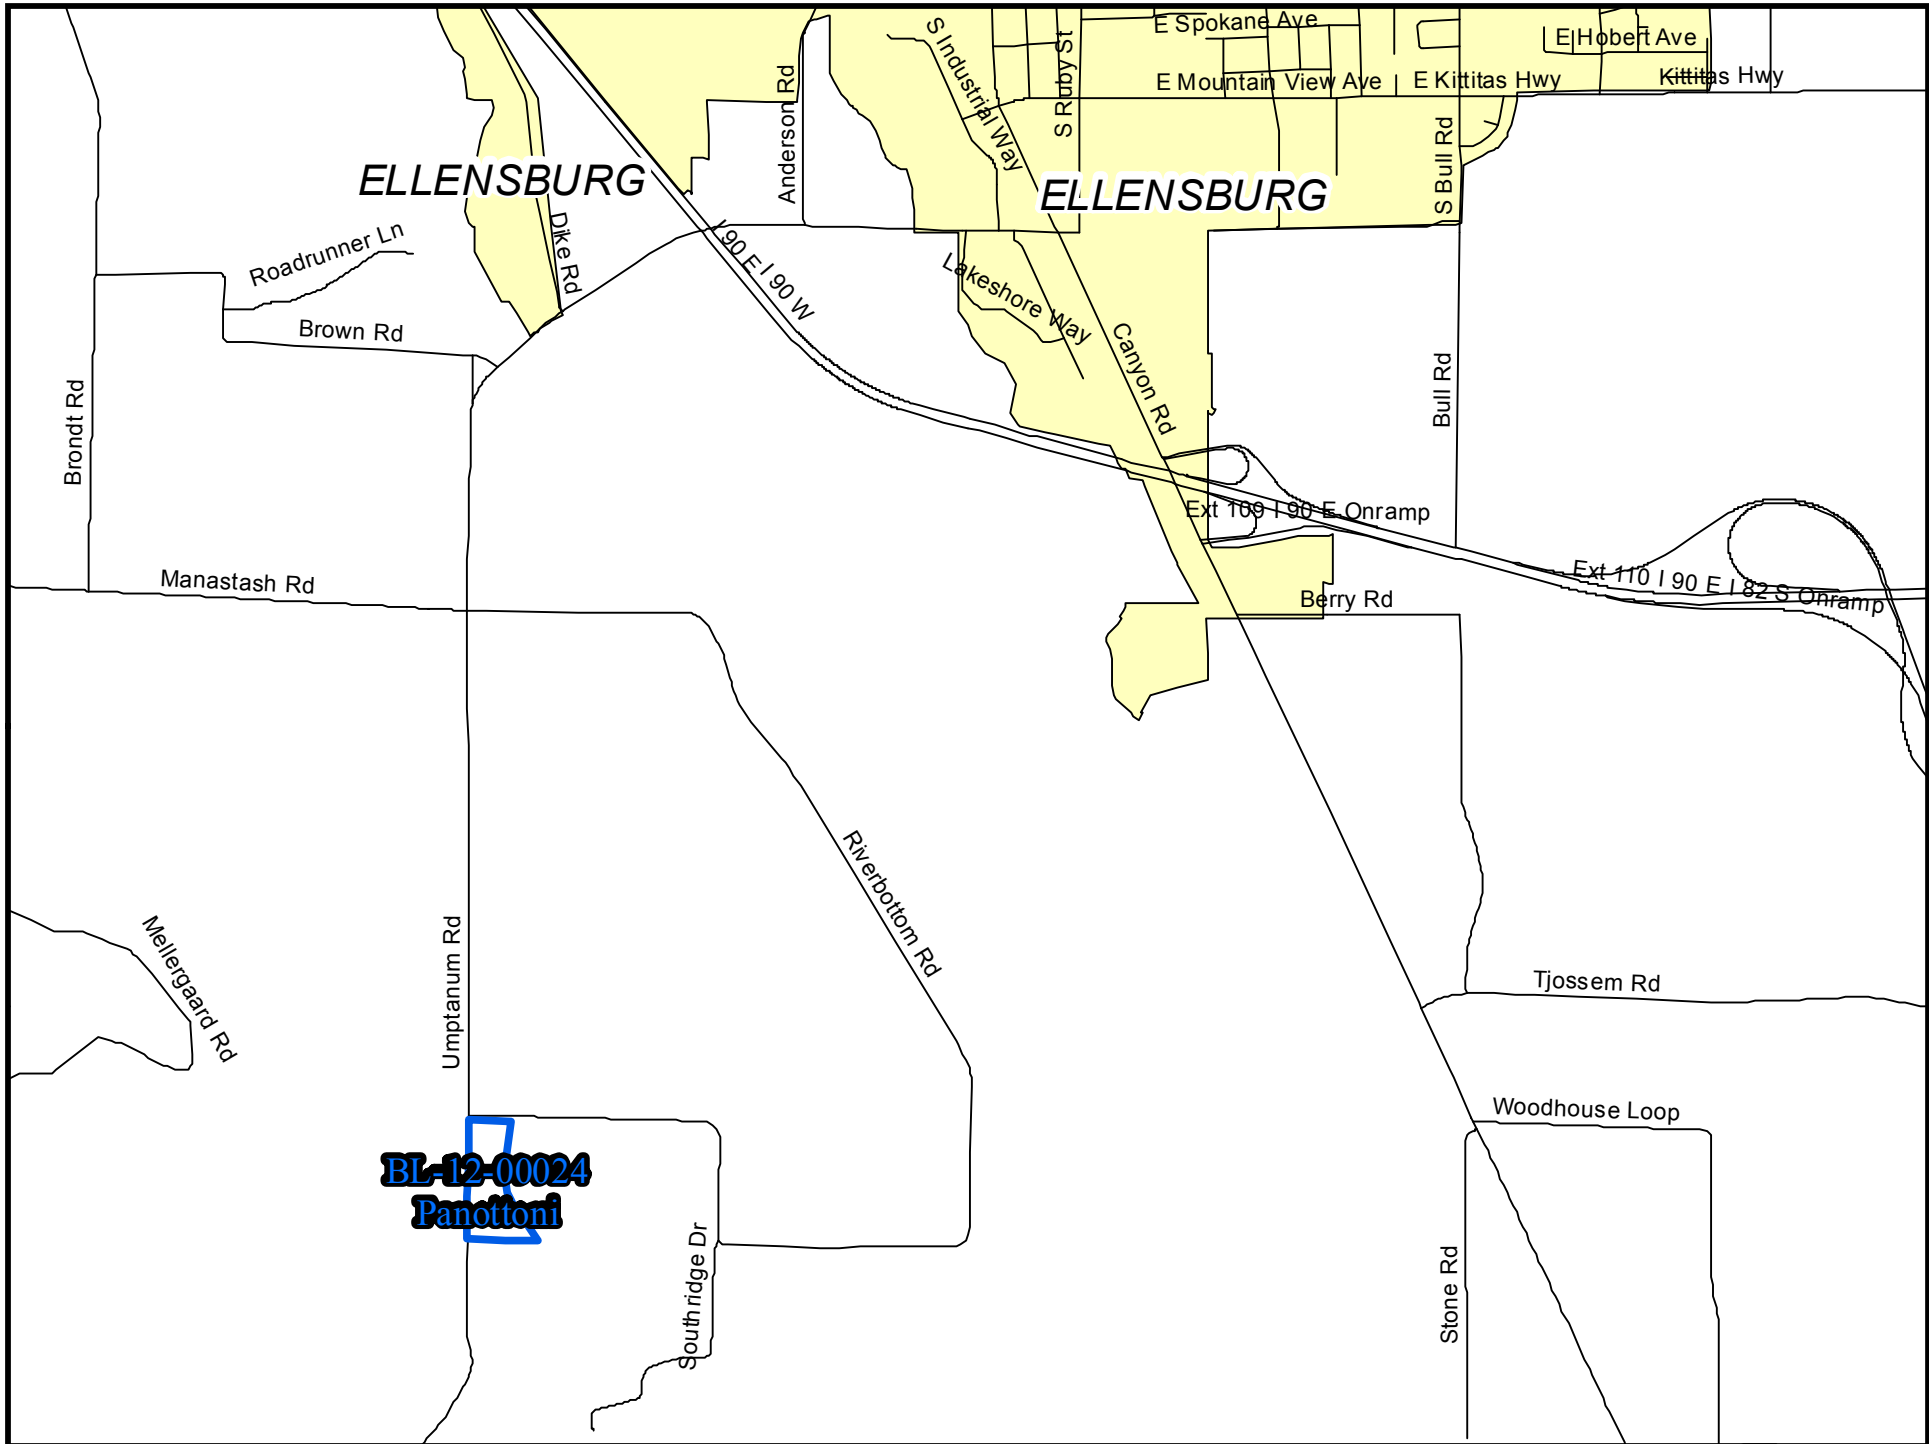 E Spokane Ave
E Hobert Ave
S Industrial Way
S Ruby St
Anderson Rd
E Mountain View Ave
E Kittitas Hwy
Kittitas Hwy
S Bull Rd
ELLENSBURG
ELLENSBURG
Dike Rd
Roadrunner Ln
I 90 E
I 90 W
Lakeshore Way
Brown Rd
Canyon Rd
Brondt Rd
Bull Rd
Ext 109 I 90 E Onramp
Manastash Rd
Ext 110 I 90 E I 82 S Onramp
Berry Rd
Riverbottom Rd
Mellergaard Rd
Umptanum Rd
Tjossem Rd
Woodhouse Loop
BL-12-00024
Panottoni
Southridge Dr
Stone Rd